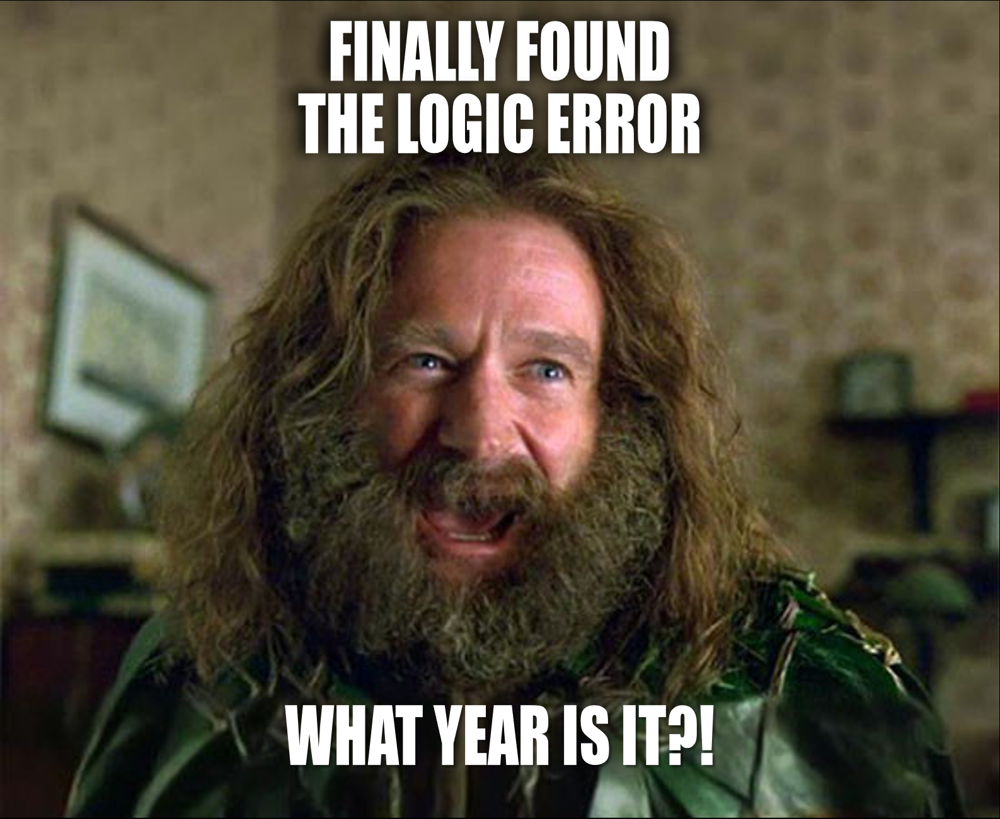 FINALLY FOUND
THE LOGIC ERROR
WHAT YEAR IS IT?!